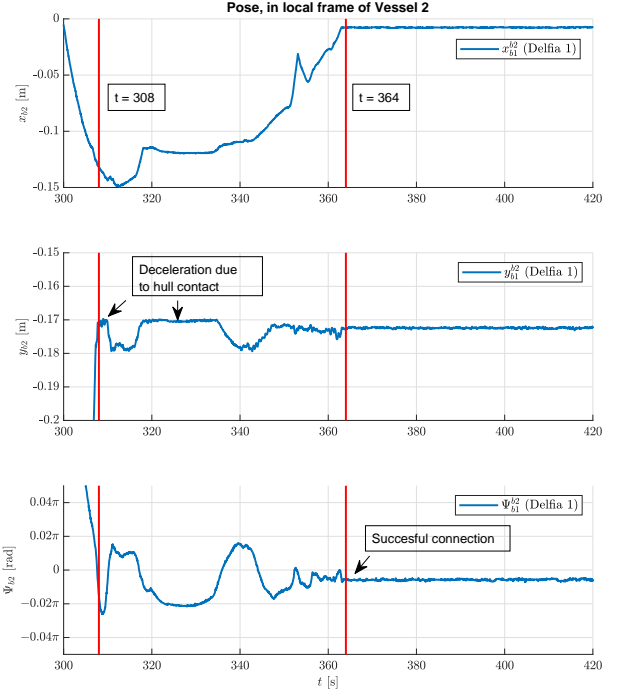 Pose, in local frame of Vessel 2
0
x_{b1}^{b2} (Delfia 1)
-0.05
t = 308
t = 364
x_{b2} [m]
-0.1
-0.15
300 320 340 360 380 400 420
-0.15
Deceleration due
to hull contact
y_{b1}^{b2} (Delfia 1)
-0.16
-0.17
y_{b2} [m]
-0.18
-0.19
-0.2
300 320 340 360 380 400 420
0.04π
Ψ_{b1}^{b2} (Delfia 1)
0.02π
Succesful connection
0
Ψ_{b2} [rad]
−0.02π
−0.04π
300 320 340 360 380 400 420
t [s]